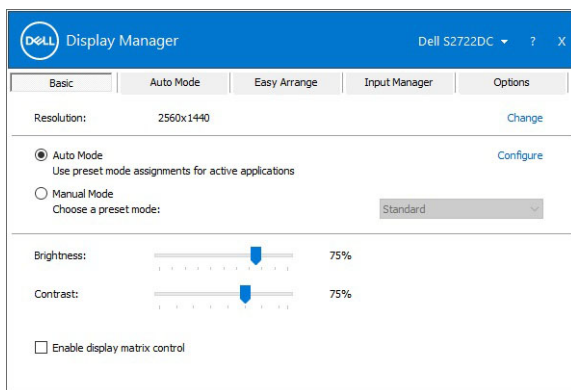 DELL Display Manager Dell S2722DC ? X
Basic Auto Mode Easy Arrange Input Manager Options
Resolution: 2560x1440 Change
Auto Mode Configure
Use preset mode assignments for active applications
Manual Mode
Choose a preset mode: Standard
Brightness: 75%
Contrast: 75%
Enable display matrix control